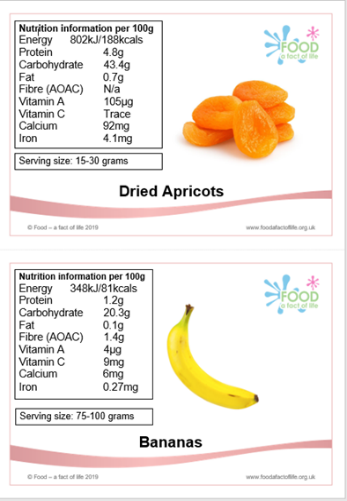 Nutrition information per 100g
Energy 802kJ/188kcals
Protein 4.8g
Carbohydrate 43.4g
Fat 0.7g
Fibre (AOAC) N/a
Vitamin A 105µg
Vitamin C Trace
Calcium 92mg
Iron 4.1mg
Serving size: 15-30 grams
FOOD
a fact of life
Dried Apricots
© Food – a fact of life 2019
www.foodafactoflife.org.uk
Nutrition information per 100g
Energy 348kJ/81kcals
Protein 1.2g
Carbohydrate 20.3g
Fat 0.1g
Fibre (AOAC) 1.4g
Vitamin A 4µg
Vitamin C 9mg
Calcium 6mg
Iron 0.27mg
Serving size: 75-100 grams
FOOD
a fact of life
Bananas
© Food – a fact of life 2019
www.foodafactoflife.org.uk